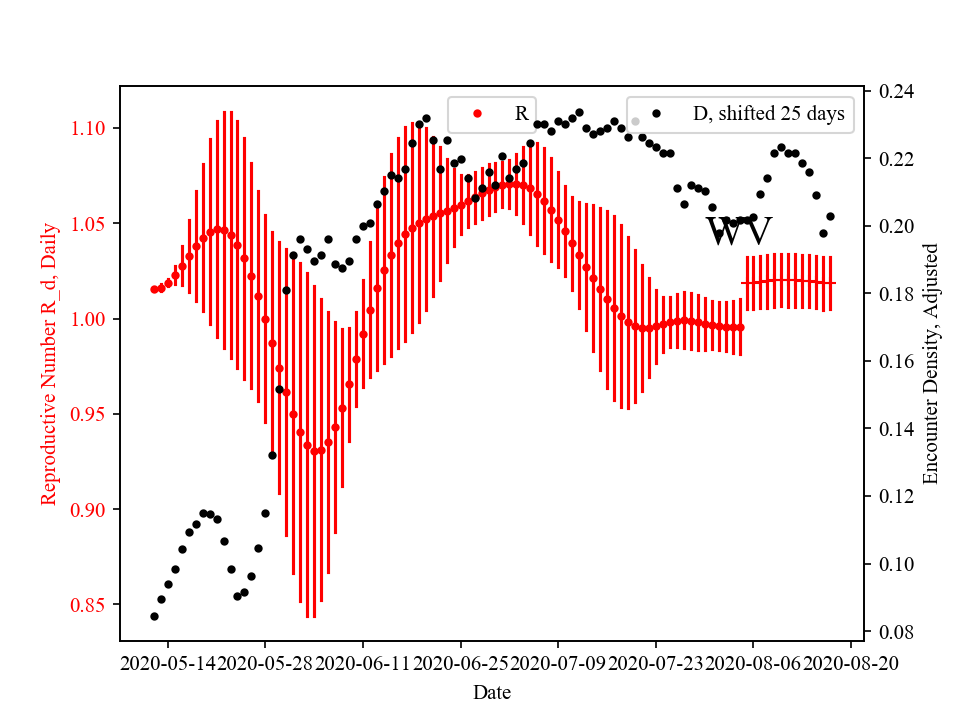 R
D, shifted 25 days
0.24
1.10
0.22
1.05
0.20
WV
1.00
0.18
0.16
0.95
0.14
0.90
0.12
0.10
0.85
0.08
Reproductive Number R_d, Daily
Encounter Density, Adjusted
2020-05-14 2020-05-28 2020-06-11 2020-06-25 2020-07-09 2020-07-23 2020-08-06 2020-08-20
Date